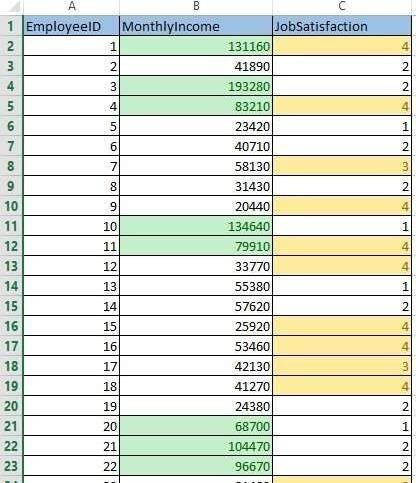 A B C
1 EmployeeID MonthlyIncome JobSatisfaction
2 1 131160 4
3 2 41890 2
4 3 193280 2
5 4 83210 4
6 5 23420 1
7 6 40710 2
8 7 58130 3
9 8 31430 2
10 9 20440 4
11 10 134640 1
12 11 79910 4
13 12 33770 4
14 13 55380 1
15 14 57620 2
16 15 25920 4
17 16 53460 4
18 17 42130 3
19 18 41270 4
20 19 24380 2
21 20 68700 1
22 21 104470 2
23 22 96670 2